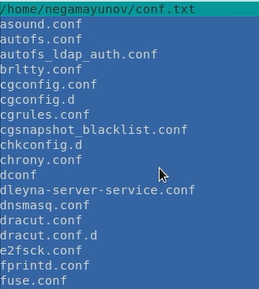 /home/negamayunov/conf.txt
asound.conf
autofs.conf
autofs_ldap_auth.conf
brltty.conf
cgconfig.conf
cgconfig.d
cgrules.conf
cgsnapshot_blacklist.conf
chkconfig.d
chrony.conf
dconf
dleyna-server-service.conf
dnsmasq.conf
dracut.conf
dracut.conf.d
e2fsck.conf
fprintd.conf
fuse.conf